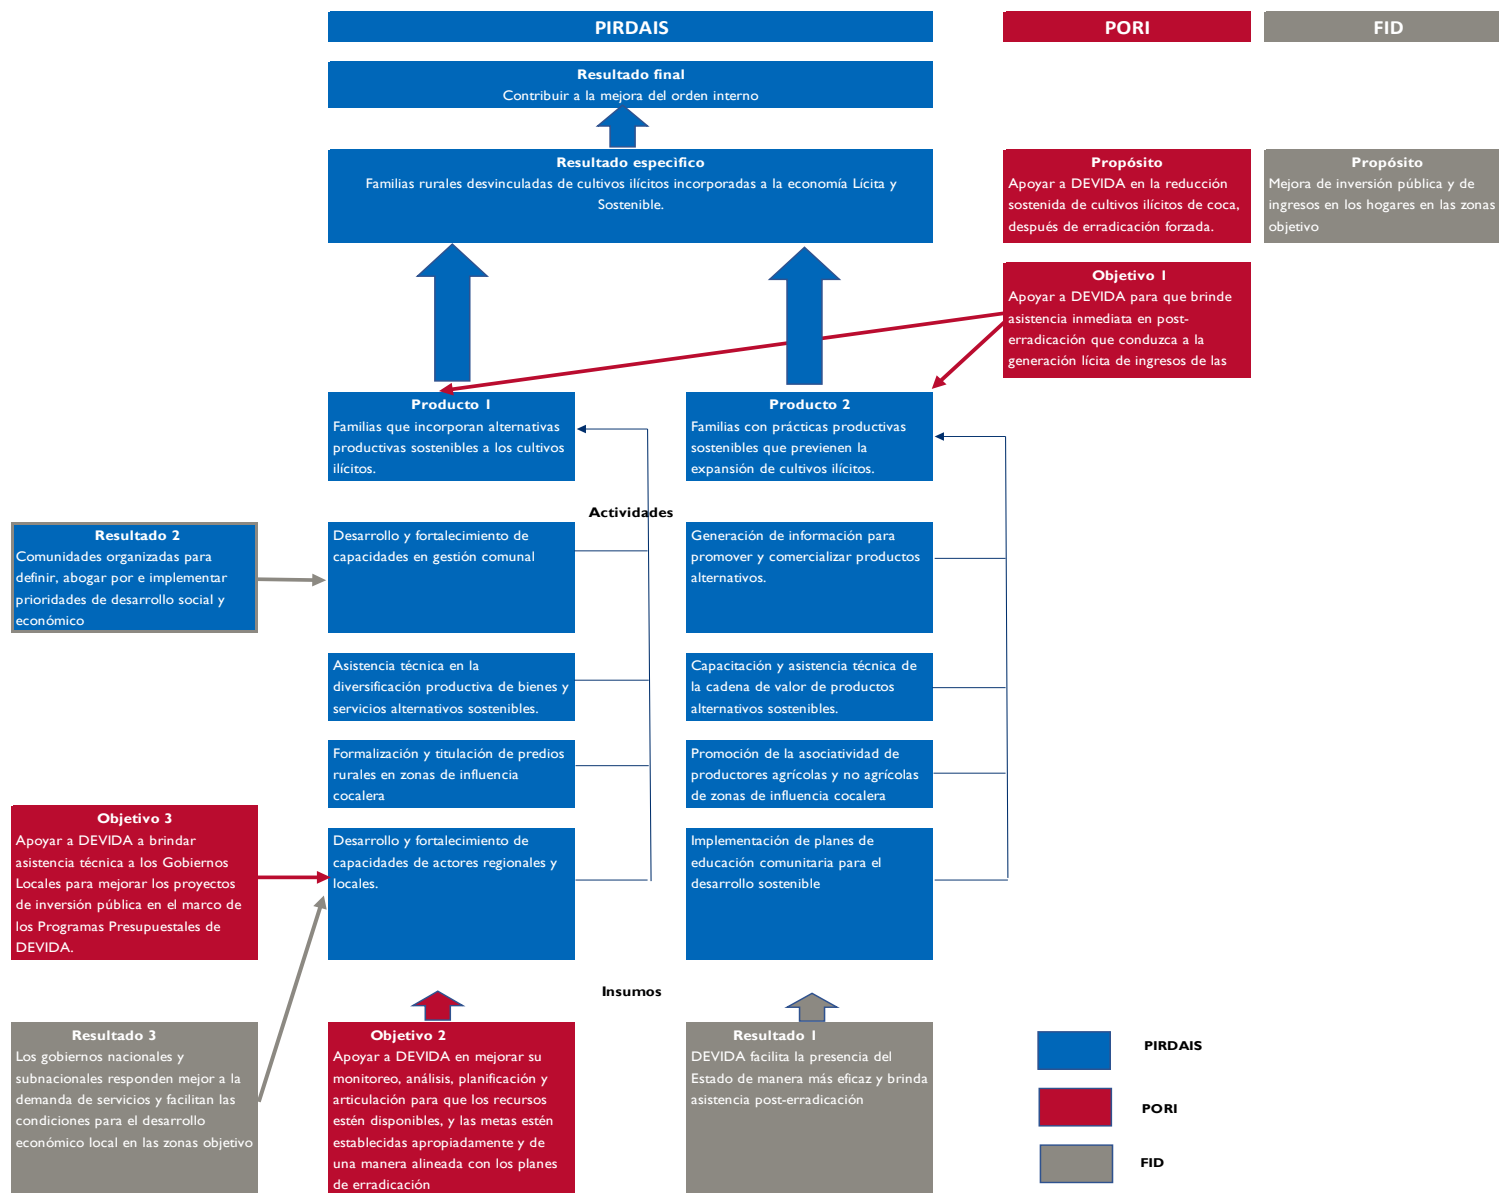 PIRDAIS
PORI
FID
Resultado final
Contribuir a la mejora del orden interno
Resultado especìfico
Familias rurales desvinculadas de cultivos ilícitos incorporadas a la economía Lícita y
Sostenible.
Propósito
Apoyar a DEVIDA en la reducción
sostenida de cultivos ilícitos de coca,
después de erradicación forzada.
Propósito
Mejora de inversión pública y de
ingresos en los hogares en las zonas
objetivo
Objetivo 1
Apoyar a DEVIDA para que brinde
asistencia inmediata en post-
erradicación que conduzca a la
generación lícita de ingresos de las
Producto 1
Familias que incorporan alternativas
productivas sostenibles a los cultivos
ilícitos.
Producto 2
Familias con prácticas productivas
sostenibles que previenen la
expansión de cultivos ilícitos.
Actividades
Resultado 2
Comunidades organizadas para
definir, abogar por e implementar
prioridades de desarrollo social y
económico
Desarrollo y fortalecimiento de
capacidades en gestión comunal
Generación de información para
promover y comercializar productos
alternativos.
Asistencia técnica en la
diversificación productiva de bienes y
servicios alternativos sostenibles.
Capacitación y asistencia técnica de
la cadena de valor de productos
alternativos sostenibles.
Formalización y titulación de predios
rurales en zonas de influencia
cocalera
Promoción de la asociatividad de
productores agrícolas y no agrícolas
de zonas de influencia cocalera
Objetivo 3
Apoyar a DEVIDA a brindar
asistencia técnica a los Gobiernos
Locales para mejorar los proyectos
de inversión pública en el marco de
los Programas Presupuestales de
DEVIDA.
Desarrollo y fortalecimiento de
capacidades de actores regionales y
locales.
Implementación de planes de
educación comunitaria para el
desarrollo sostenible
Insumos
Resultado 3
Los gobiernos nacionales y
subnacionales responden mejor a la
demanda de servicios y facilitan las
condiciones para el desarrollo
económico local en las zonas objetivo
Objetivo 2
Apoyar a DEVIDA en mejorar su
monitoreo, análisis, planificación y
articulación para que los recursos
estén disponibles, y las metas estén
establecidas apropiadamente y de
una manera alineada con los planes
de erradicación
Resultado 1
DEVIDA facilita la presencia del
Estado de manera más eficaz y brinda
asistencia post-erradicación
PIRDAIS
PORI
FID